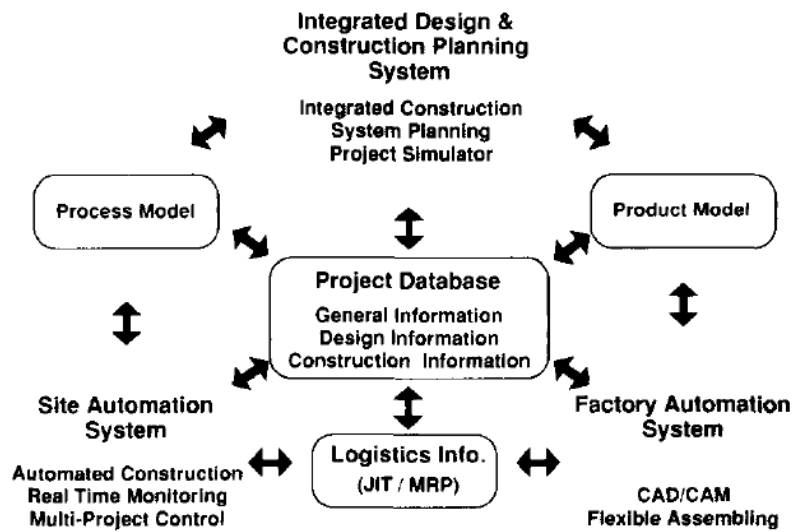 Integrated Design &
Construction Planning
System
Integrated Construction
System Planning
Project Simulator
Process Model
Product Model
Project Database
General Information
Design Information
Construction Information
Site Automation
System
Automated Construction
Real Time Monitoring
Multi-Project Control
Logistics Info.
(JIT / MRP)
Factory Automation
System
CAD/CAM
Flexible Assembling